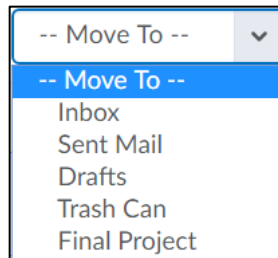 -- Move To --
-- Move To --
Inbox
Sent Mail
Drafts
Trash Can
Final Project